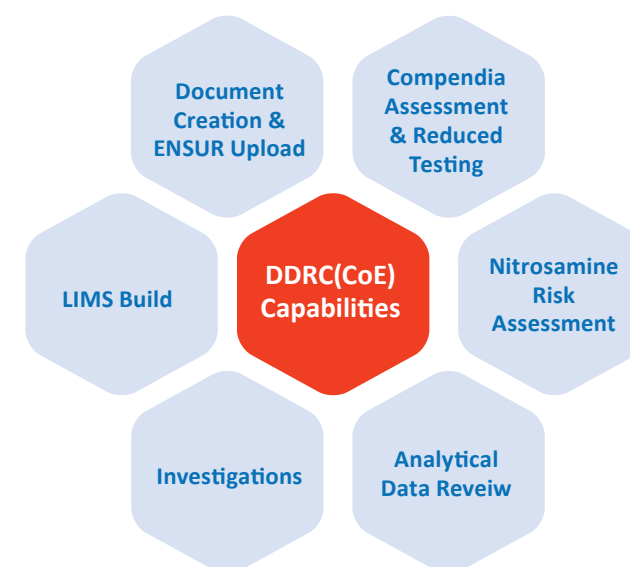 Document
Creation &
ENSUR Upload
Compendia
Assessment
& Reduced
Testing
LIMS Build
DDRC(CoE)
Capabilities
Nitrosamine
Risk
Assessment
Investigations
Analytical
Data Reveiw